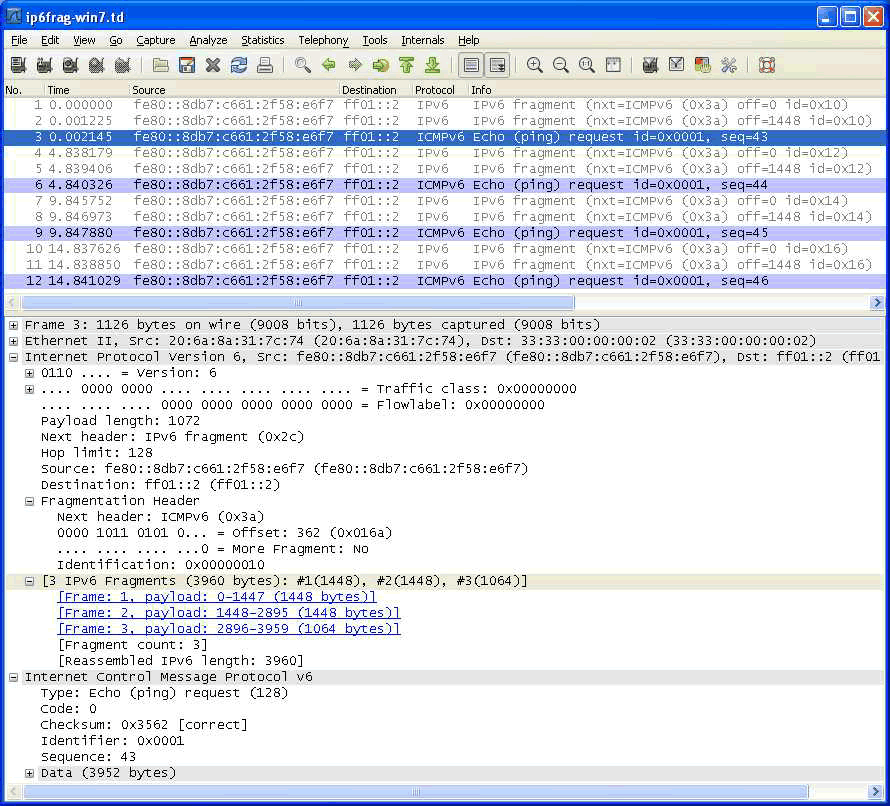 ip6frag-win7.td
File Edit View Go Capture Analyze Statistics Telephony Tools Internals Help
No. Time Source Destination Protocol Info
1 0.000000 fe80::8db7:c661:2f58:e6f7 ff01::2 IPv6 IPv6 fragment (nxt=ICMPv6 (0x3a) off=0 id=0x10)
2 0.001225 fe80::8db7:c661:2f58:e6f7 ff01::2 IPv6 IPv6 fragment (nxt=ICMPv6 (0x3a) off=1448 id=0x10)
3 0.002145 fe80::8db7:c661:2f58:e6f7 ff01::2 ICMPv6 Echo (ping) request id=0x0001, seq=43
4 4.838179 fe80::8db7:c661:2f58:e6f7 ff01::2 IPv6 IPv6 fragment (nxt=ICMPv6 (0x3a) off=0 id=0x12)
5 4.839406 fe80::8db7:c661:2f58:e6f7 ff01::2 IPv6 IPv6 fragment (nxt=ICMPv6 (0x3a) off=1448 id=0x12)
6 4.840326 fe80::8db7:c661:2f58:e6f7 ff01::2 ICMPv6 Echo (ping) request id=0x0001, seq=44
7 9.845752 fe80::8db7:c661:2f58:e6f7 ff01::2 IPv6 IPv6 fragment (nxt=ICMPv6 (0x3a) off=0 id=0x14)
8 9.846973 fe80::8db7:c661:2f58:e6f7 ff01::2 IPv6 IPv6 fragment (nxt=ICMPv6 (0x3a) off=1448 id=0x14)
9 9.847880 fe80::8db7:c661:2f58:e6f7 ff01::2 ICMPv6 Echo (ping) request id=0x0001, seq=45
10 14.837626 fe80::8db7:c661:2f58:e6f7 ff01::2 IPv6 IPv6 fragment (nxt=ICMPv6 (0x3a) off=0 id=0x16)
11 14.838850 fe80::8db7:c661:2f58:e6f7 ff01::2 IPv6 IPv6 fragment (nxt=ICMPv6 (0x3a) off=1448 id=0x16)
12 14.841029 fe80::8db7:c661:2f58:e6f7 ff01::2 ICMPv6 Echo (ping) request id=0x0001, seq=46
Frame 3: 1126 bytes on wire (9008 bits), 1126 bytes captured (9008 bits)
Ethernet II, Src: 20:6a:8a:31:7c:74 (20:6a:8a:31:7c:74), Dst: 33:33:00:00:00:02 (33:33:00:00:00:02)
Internet Protocol Version 6, Src: fe80::8db7:c661:2f58:e6f7 (fe80::8db7:c661:2f58:e6f7), Dst: ff01::2 (ff01
0110 .... = Version: 6
.... 0000 0000 .... .... .... .... .... = Traffic class: 0x00000000
.... .... .... 0000 0000 0000 0000 0000 = Flowlabel: 0x00000000
Payload length: 1072
Next header: IPv6 fragment (0x2c)
Hop limit: 128
Source: fe80::8db7:c661:2f58:e6f7 (fe80::8db7:c661:2f58:e6f7)
Destination: ff01::2 (ff01::2)
Fragmentation Header
Next header: ICMPv6 (0x3a)
0000 1011 0101 0... = Offset: 362 (0x016a)
.... .... .... ...0 = More Fragment: No
Identification: 0x00000010
[3 IPv6 Fragments (3960 bytes): #1(1448), #2(1448), #3(1064)]
[Frame: 1, payload: 0-1447 (1448 bytes)]
[Frame: 2, payload: 1448-2895 (1448 bytes)]
[Frame: 3, payload: 2896-3959 (1064 bytes)]
[Fragment count: 3]
[Reassembled IPv6 length: 3960]
Internet Control Message Protocol v6
Type: Echo (ping) request (128)
Code: 0
Checksum: 0x3562 [correct]
Identifier: 0x0001
Sequence: 43
Data (3952 bytes)